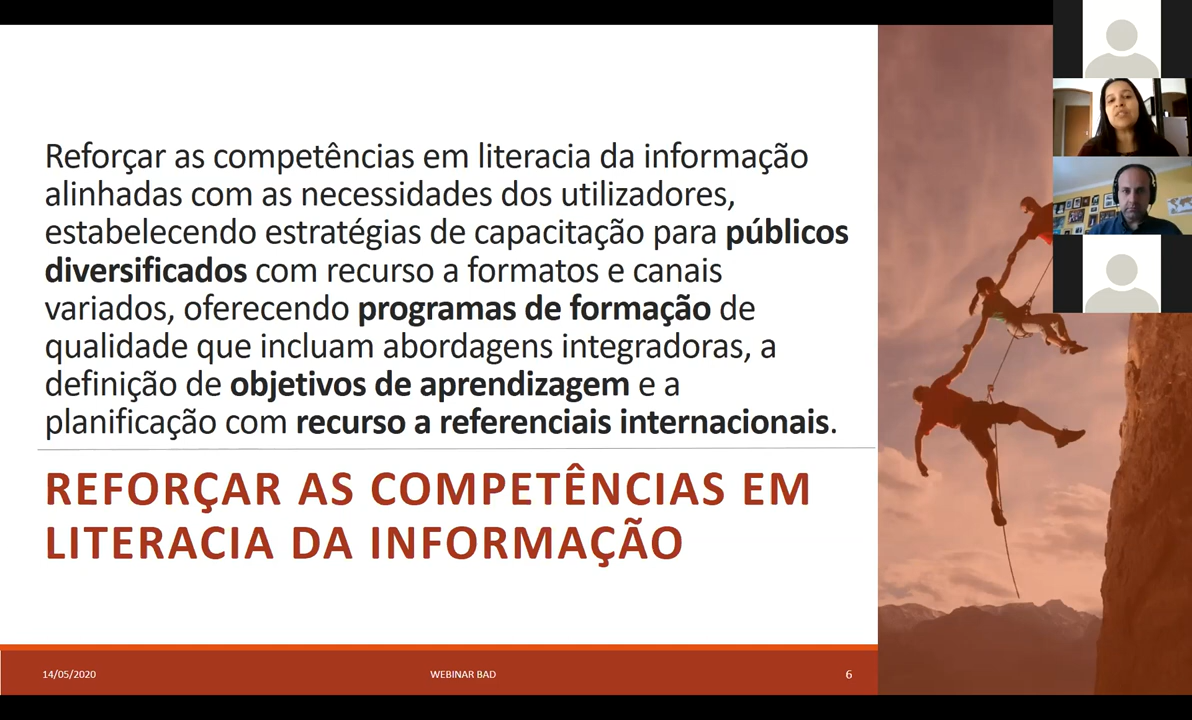 Reforçar as competências em literacia da informação
alinhadas com as necessidades dos utilizadores,
estabelecendo estratégias de capacitação para públicos
diversificados com recurso a formatos e canais
variados, oferecendo programas de formação de
qualidade que incluam abordagens integradoras, a
definição de objetivos de aprendizagem e a
planificação com recurso a referenciais internacionais.
REFORÇAR AS COMPETÊNCIAS EM
LITERACIA DA INFORMAÇÃO
14/05/2020
WEBINAR BAD
6